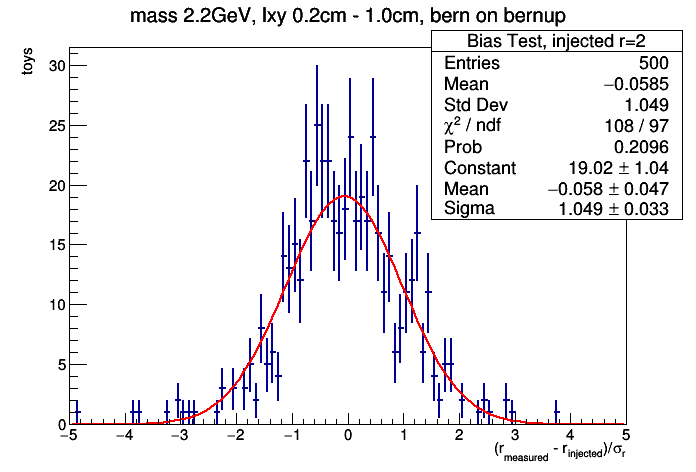 mass 2.2GeV, lxy 0.2cm - 1.0cm, bern on bernup
Bias Test, injected r=2
Entries 500
Mean −0.0585
Std Dev 1.049
χ² / ndf 108 / 97
Prob 0.2096
Constant 19.02 ± 1.04
Mean −0.058 ± 0.047
Sigma 1.049 ± 0.033
toys
30
25
20
15
10
5
0
−5 −4 −3 −2 −1 0 1 2 3 4 5
(r_measured - r_injected)/σ_r